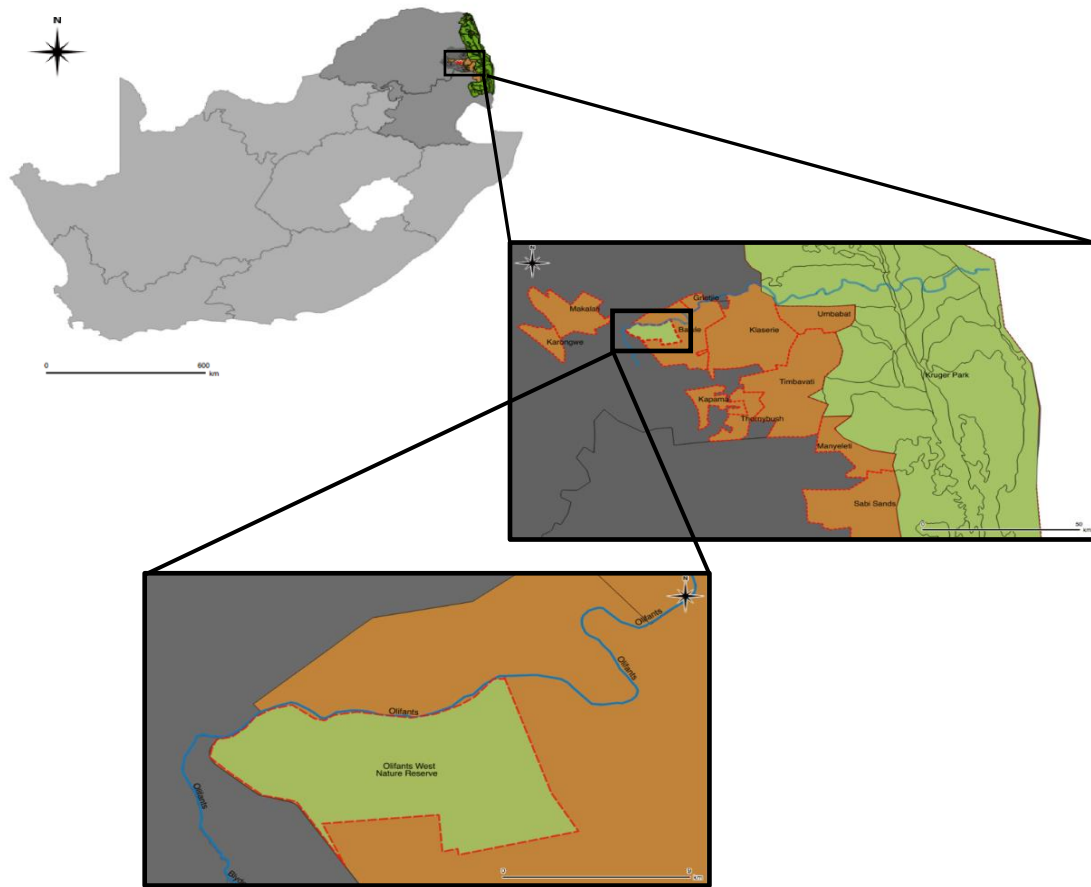 N
0
600
km
N
Makalali
Grietjie
Umbabat
Karongwe
Balule
Klaserie
Timbavati
Kruger Park
Kapama
Thornybush
Manyeleti
Sabi Sands
0
50
km
N
Olifants
Olifants
Olifants
Olifants West
Nature Reserve
Olifants
0
km